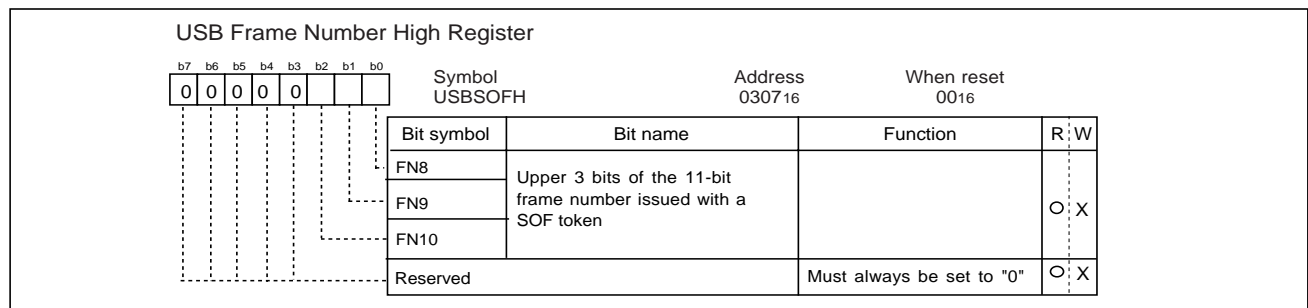 USB Frame Number High Register
b7 b6 b5 b4 b3 b2 b1 b0
0 0 0 0 0
Symbol Address When reset
USBSOFH 030716 0016
Bit symbol Bit name Function R W
FN8
FN9
FN10
Upper 3 bits of the 11-bit
frame number issued with a
SOF token
O X
Reserved Must always be set to "0" O X